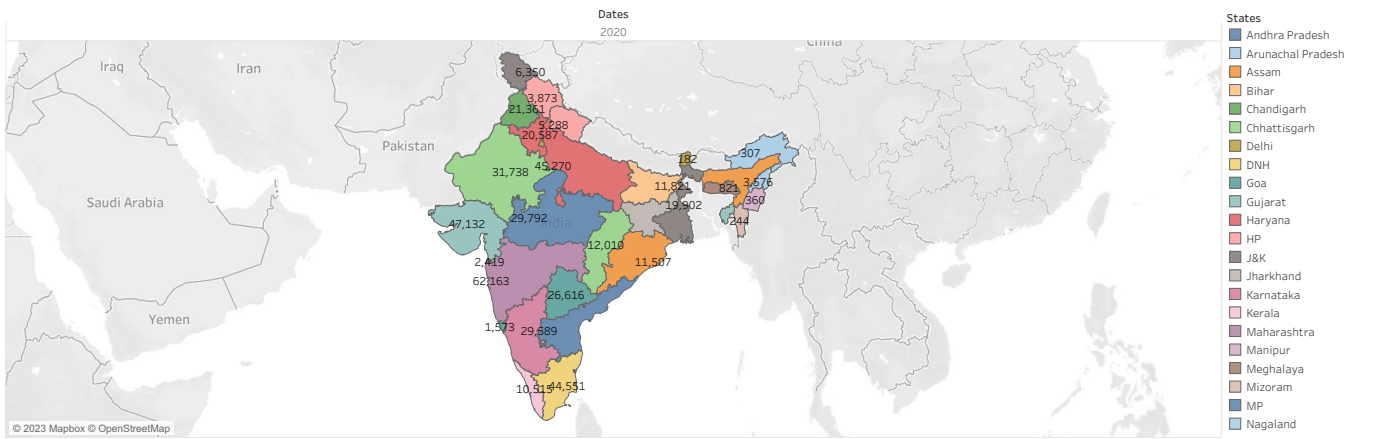 Dates
2020
China
Iraq
Iran
Pakistan
Saudi Arabia
Yemen
India
6,350
3,873
21,361
5,288
20,587
45,270
31,738
182
307
11,821
821
3,576
360
19,902
244
47,132
29,792
12,010
11,507
2,419
62,163
26,616
1,573
29,589
10,515
44,551
© 2023 Mapbox © OpenStreetMap
States
Andhra Pradesh
Arunachal Pradesh
Assam
Bihar
Chandigarh
Chhattisgarh
Delhi
DNH
Goa
Gujarat
Haryana
HP
J&K
Jharkhand
Karnataka
Kerala
Maharashtra
Manipur
Meghalaya
Mizoram
MP
Nagaland